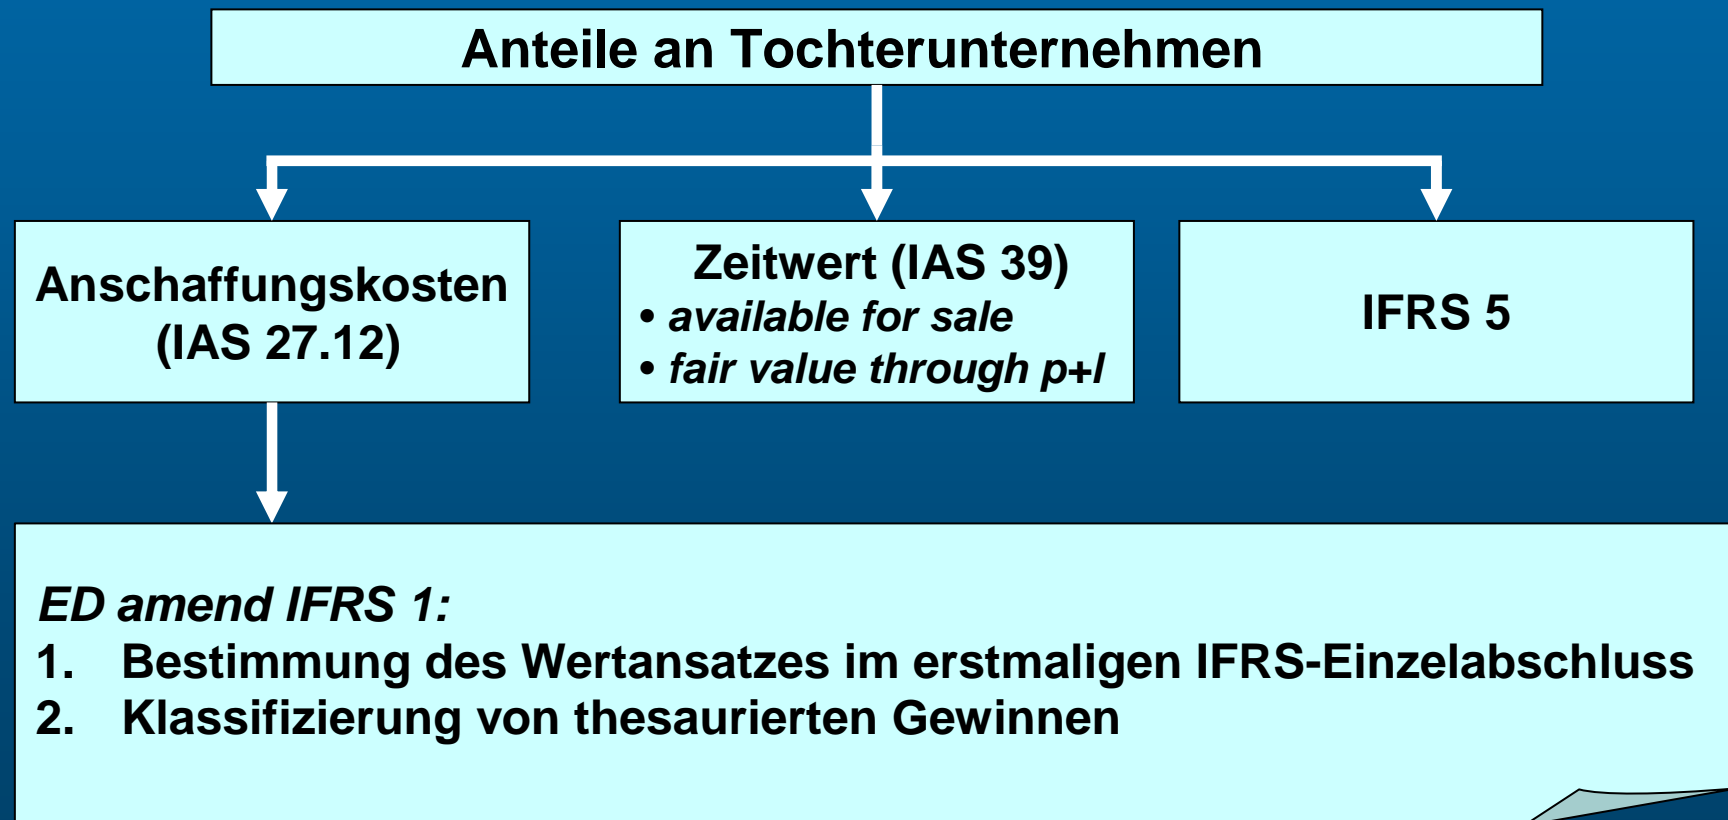 Anteile an Tochterunternehmen
Anschaffungskosten
(IAS 27.12)
Zeitwert (IAS 39)
• available for sale
• fair value through p+l
IFRS 5
ED amend IFRS 1:
1. Bestimmung des Wertansatzes im erstmaligen IFRS-Einzelabschluss
2. Klassifizierung von thesaurierten Gewinnen